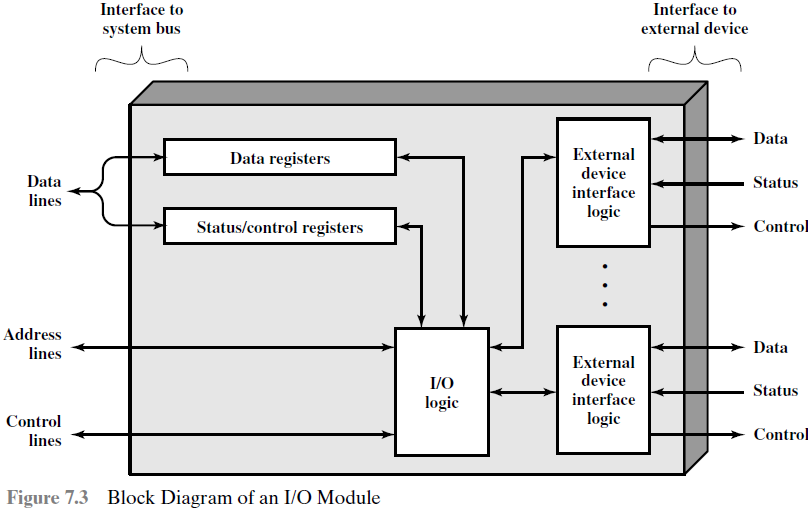 Interface to
system bus
Interface to
external device
Data
lines
Data registers
Status/control registers
External
device
interface
logic
Data
Status
Control
Address
lines
Control
lines
I/O
logic
External
device
interface
logic
Data
Status
Control
Figure 7.3 Block Diagram of an I/O Module